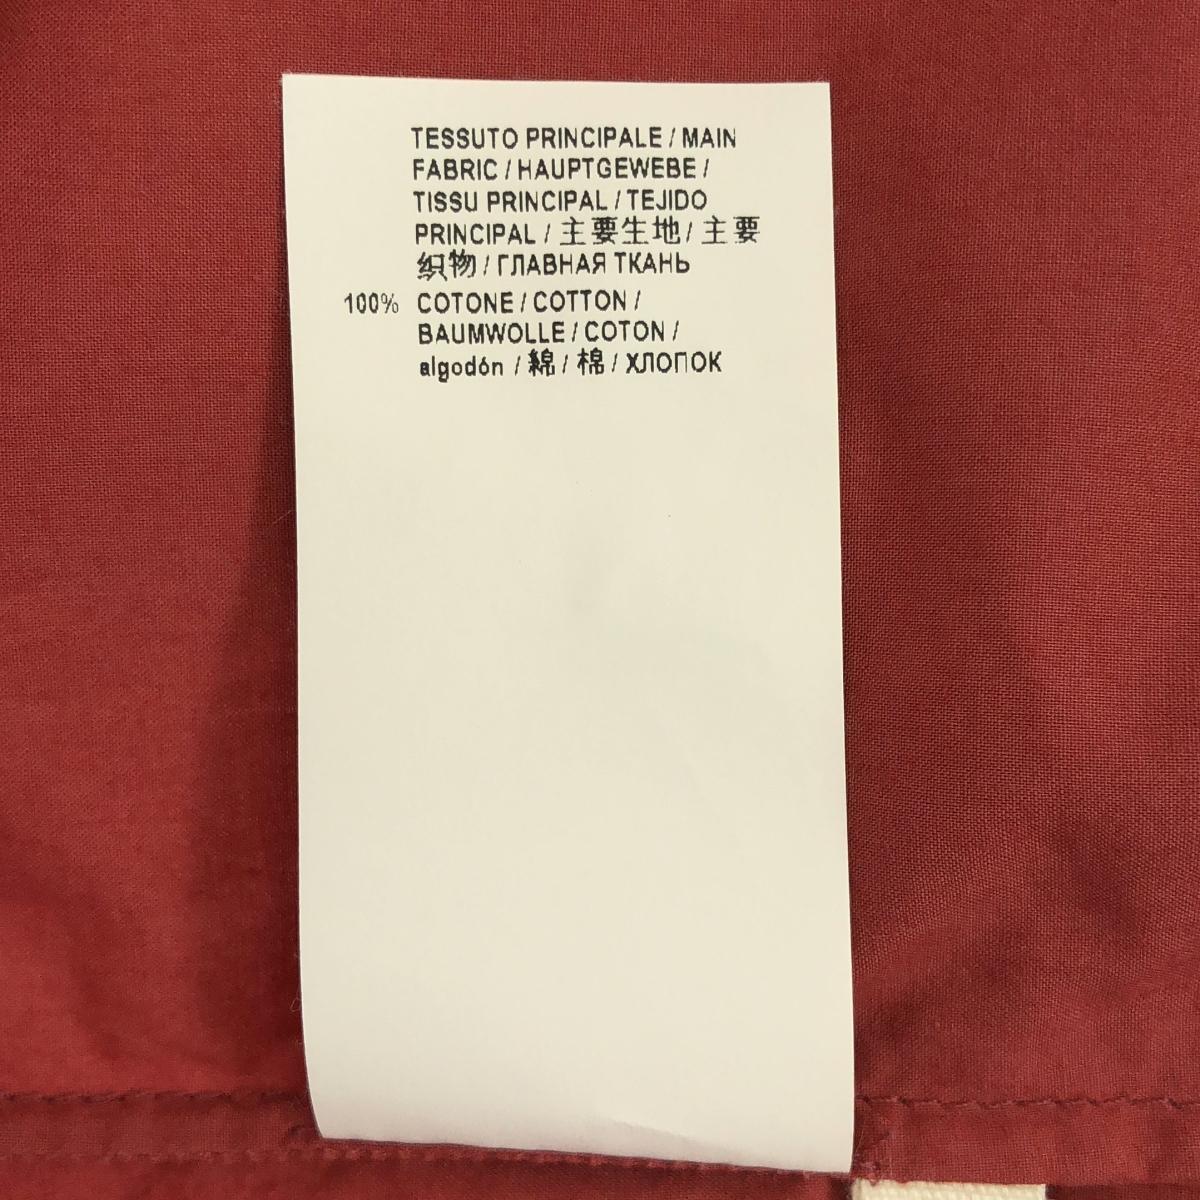 TESSUTO PRINCIPALE / MAIN
FABRIC / HAUPTGEWEBE /
TISSU PRINCIPAL / TEJIDO
PRINCIPAL / 主要生地 / 主要
织物 / ГЛАВНАЯ ТКАНЬ
100% COTONE / COTTON /
BAUMWOLLE / COTON /
algodón / 綿 / 棉 / ХЛОПОК